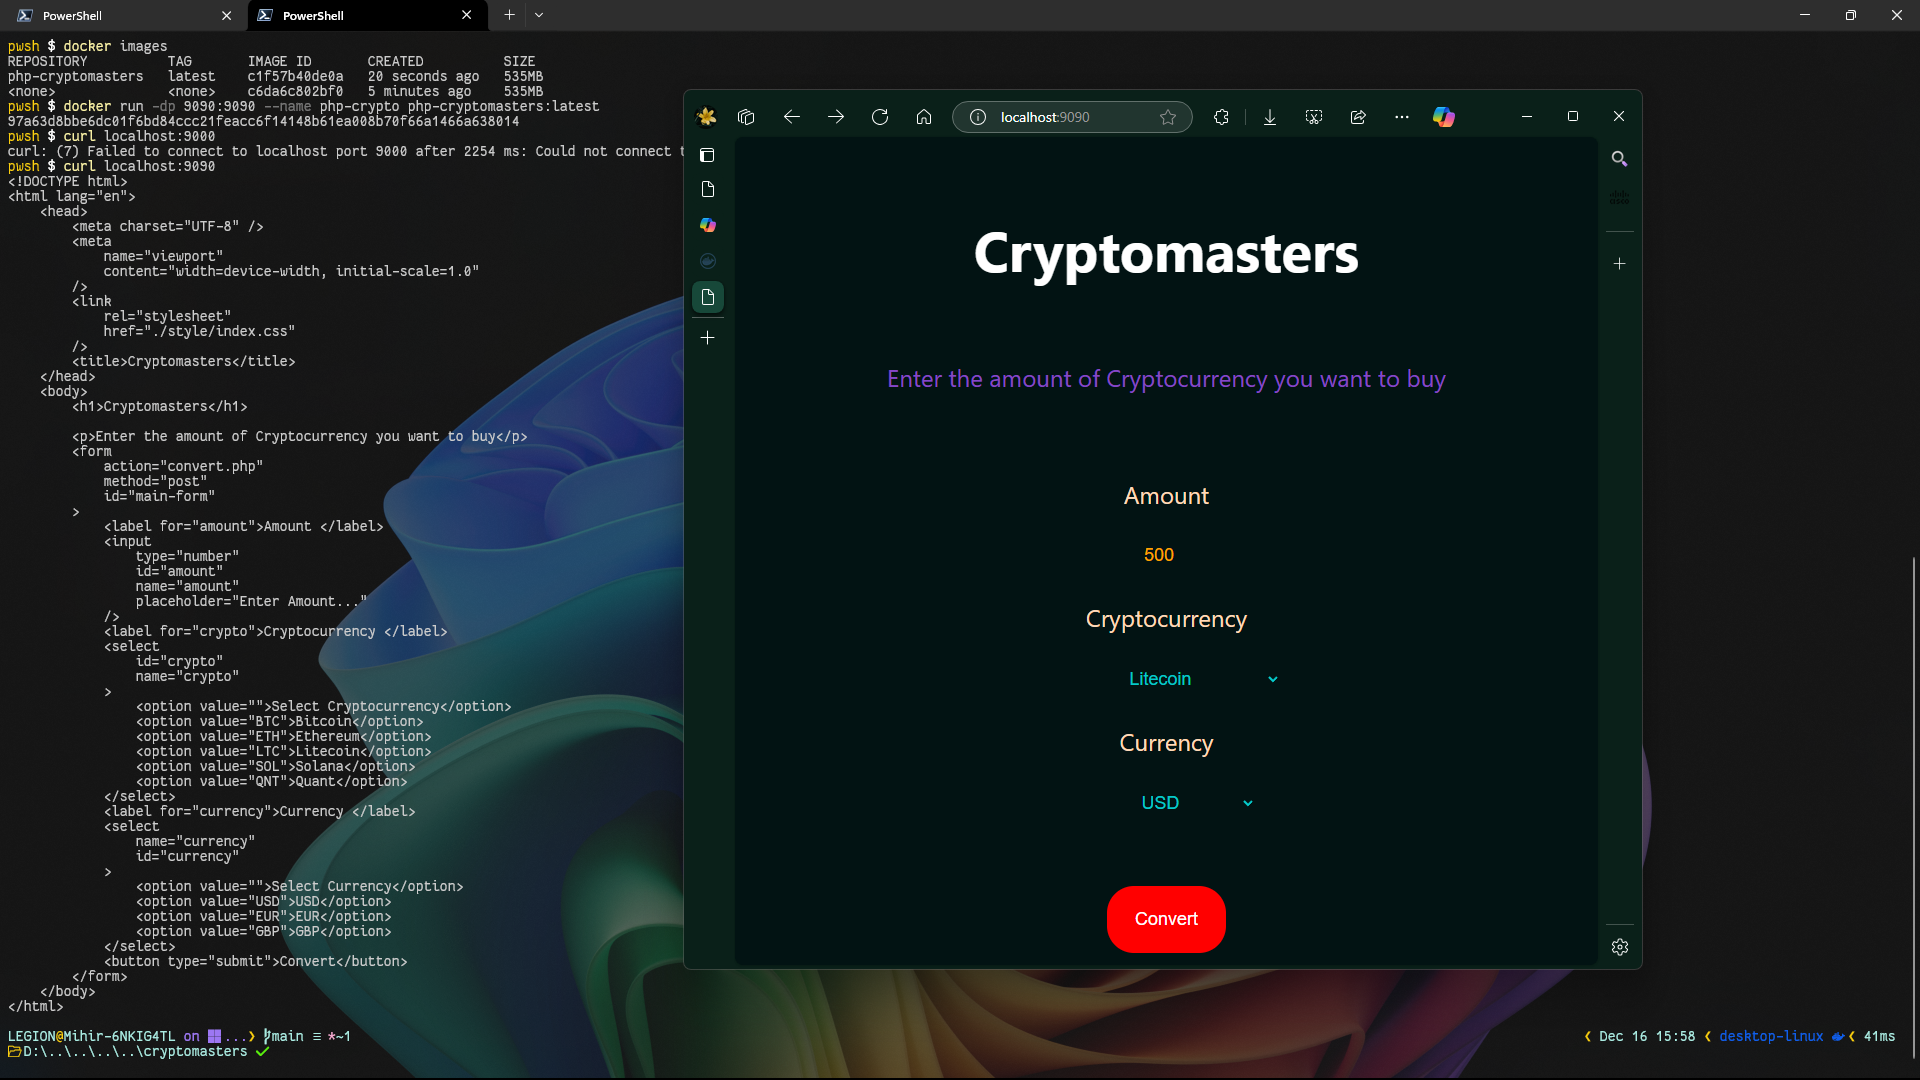 PowerShell
PowerShell
pwsh $ docker images
REPOSITORY TAG IMAGE ID CREATED SIZE
php-cryptomasters latest c1f57b40de0a 20 seconds ago 535MB
<none> <none> c6da6c802bf0 5 minutes ago 535MB
pwsh $ docker run -dp 9090:9090 --name php-crypto php-cryptomasters:latest
97a63d8bbe6dc01f6bd84ccc21feacc6f14148b61ea008b70f66a1466a638014
pwsh $ curl localhost:9000
curl: (7) Failed to connect to localhost port 9000 after 2254 ms: Could not connect t
pwsh $ curl localhost:9090
<!DOCTYPE html>
<html lang="en">
    <head>
        <meta charset="UTF-8" />
        <meta
            name="viewport"
            content="width=device-width, initial-scale=1.0"
        />
        <link
            rel="stylesheet"
            href="./style/index.css"
        />
        <title>Cryptomasters</title>
    </head>
    <body>
        <h1>Cryptomasters</h1>
        <p>Enter the amount of Cryptocurrency you want to buy</p>
        <form
            action="convert.php"
            method="post"
            id="main-form"
        >
            <label for="amount">Amount </label>
            <input
                type="number"
                id="amount"
                name="amount"
                placeholder="Enter Amount..."
            />
            <label for="crypto">Cryptocurrency </label>
            <select
                id="crypto"
                name="crypto"
            >
                <option value="">Select Cryptocurrency</option>
                <option value="BTC">Bitcoin</option>
                <option value="ETH">Ethereum</option>
                <option value="LTC">Litecoin</option>
                <option value="SOL">Solana</option>
                <option value="QNT">Quant</option>
            </select>
            <label for="currency">Currency </label>
            <select
                name="currency"
                id="currency"
            >
                <option value="">Select Currency</option>
                <option value="USD">USD</option>
                <option value="EUR">EUR</option>
                <option value="GBP">GBP</option>
            </select>
            <button type="submit">Convert</button>
        </form>
    </body>
</html>
LEGION@Mihir-6NKIG4TL on ...❯ main ≡ *~1
D:\..\..\..\..\cryptomasters ✓
❮ Dec 16 15:58 ❮ desktop-linux ❮ 41ms
localhost:9090
Cryptomasters
Enter the amount of Cryptocurrency you want to buy
Amount
500
Cryptocurrency
Litecoin
Currency
USD
Convert